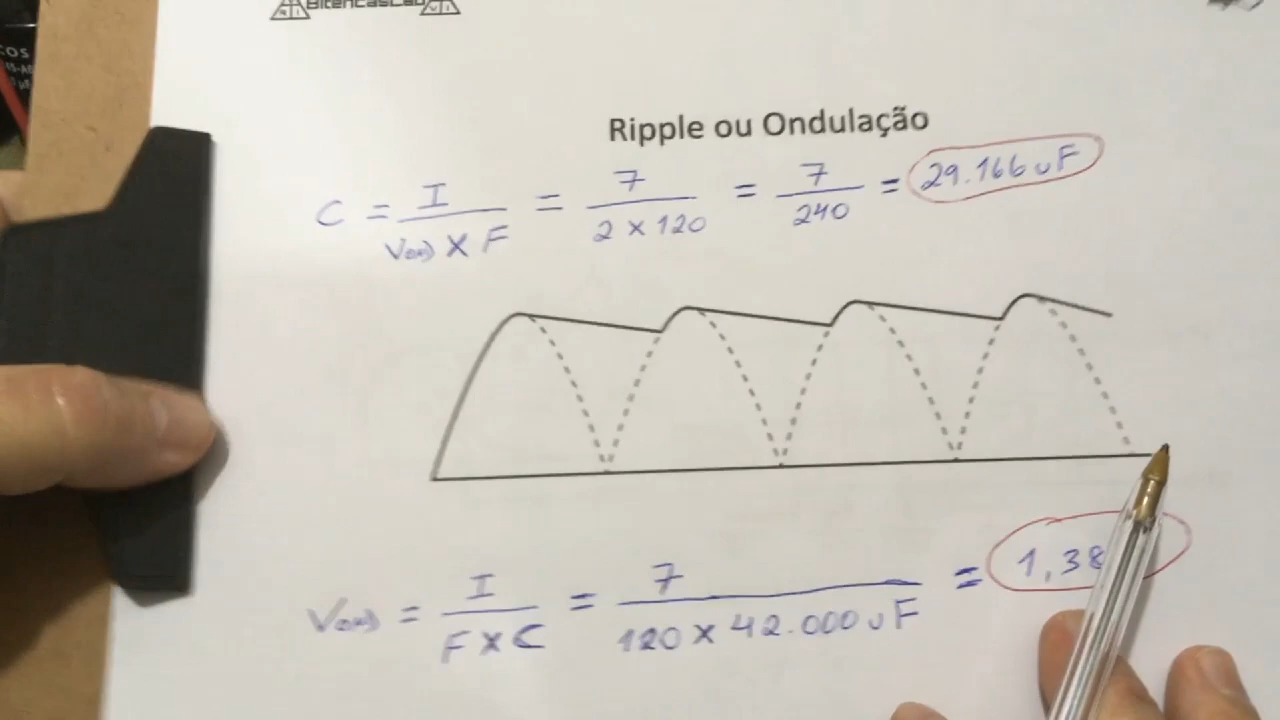 BitencasLab
Ripple ou Ondulação
C = I / V(on) X F = 7 / 2 X 120 = 7 / 240 = 29.166 uF
V(on) = I / F X C = 7 / 120 X 42.000 uF = 1,38